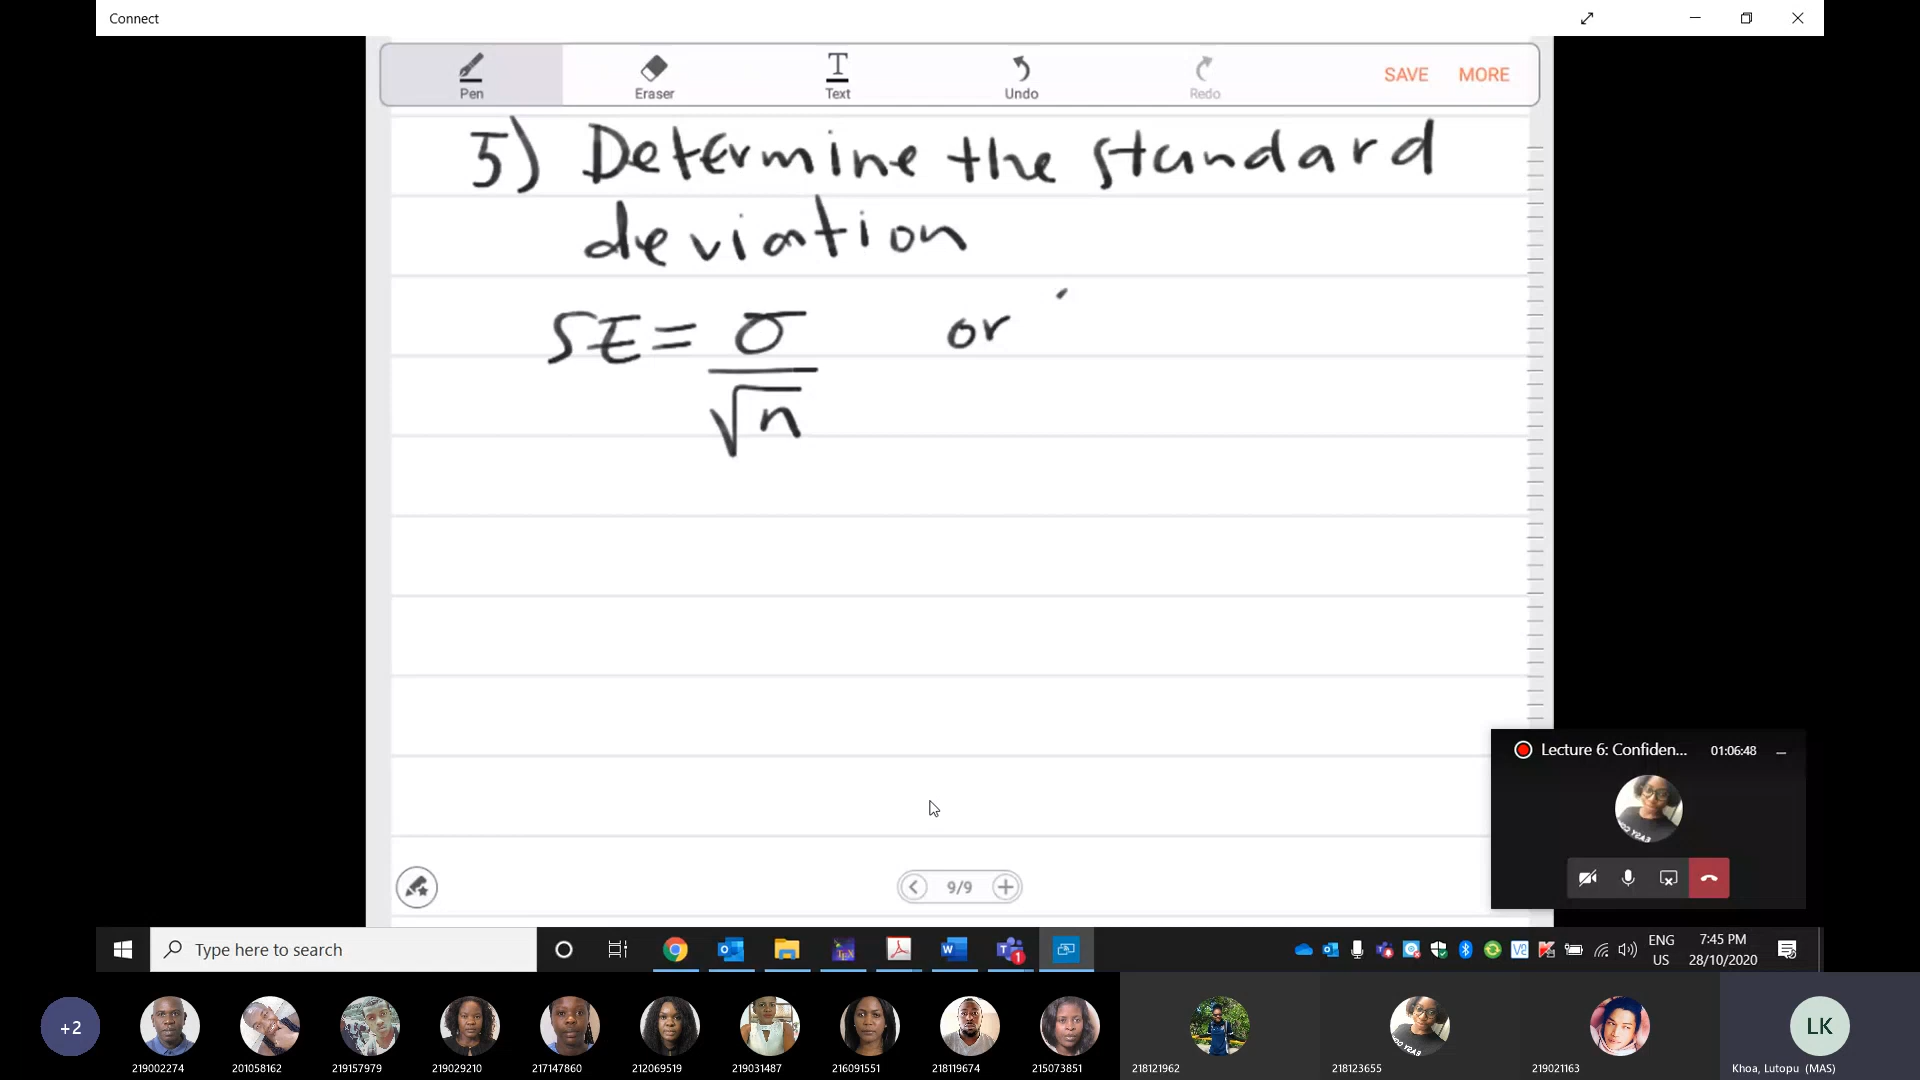 Connect
Pen
Eraser
Text
Undo
Redo
SAVE
MORE
5) Determine the standard
deviation
SE = σ
√n
or
9/9
Lecture 6: Confiden... 01:06:48
Type here to search
ENG
US
7:45 PM
28/10/2020
+2
219002274
201058162
219157979
219029210
217147860
212069519
219031487
216091551
218119674
215073851
218121962
218123655
219021163
LK
Khoa, Lutopu (MAS)